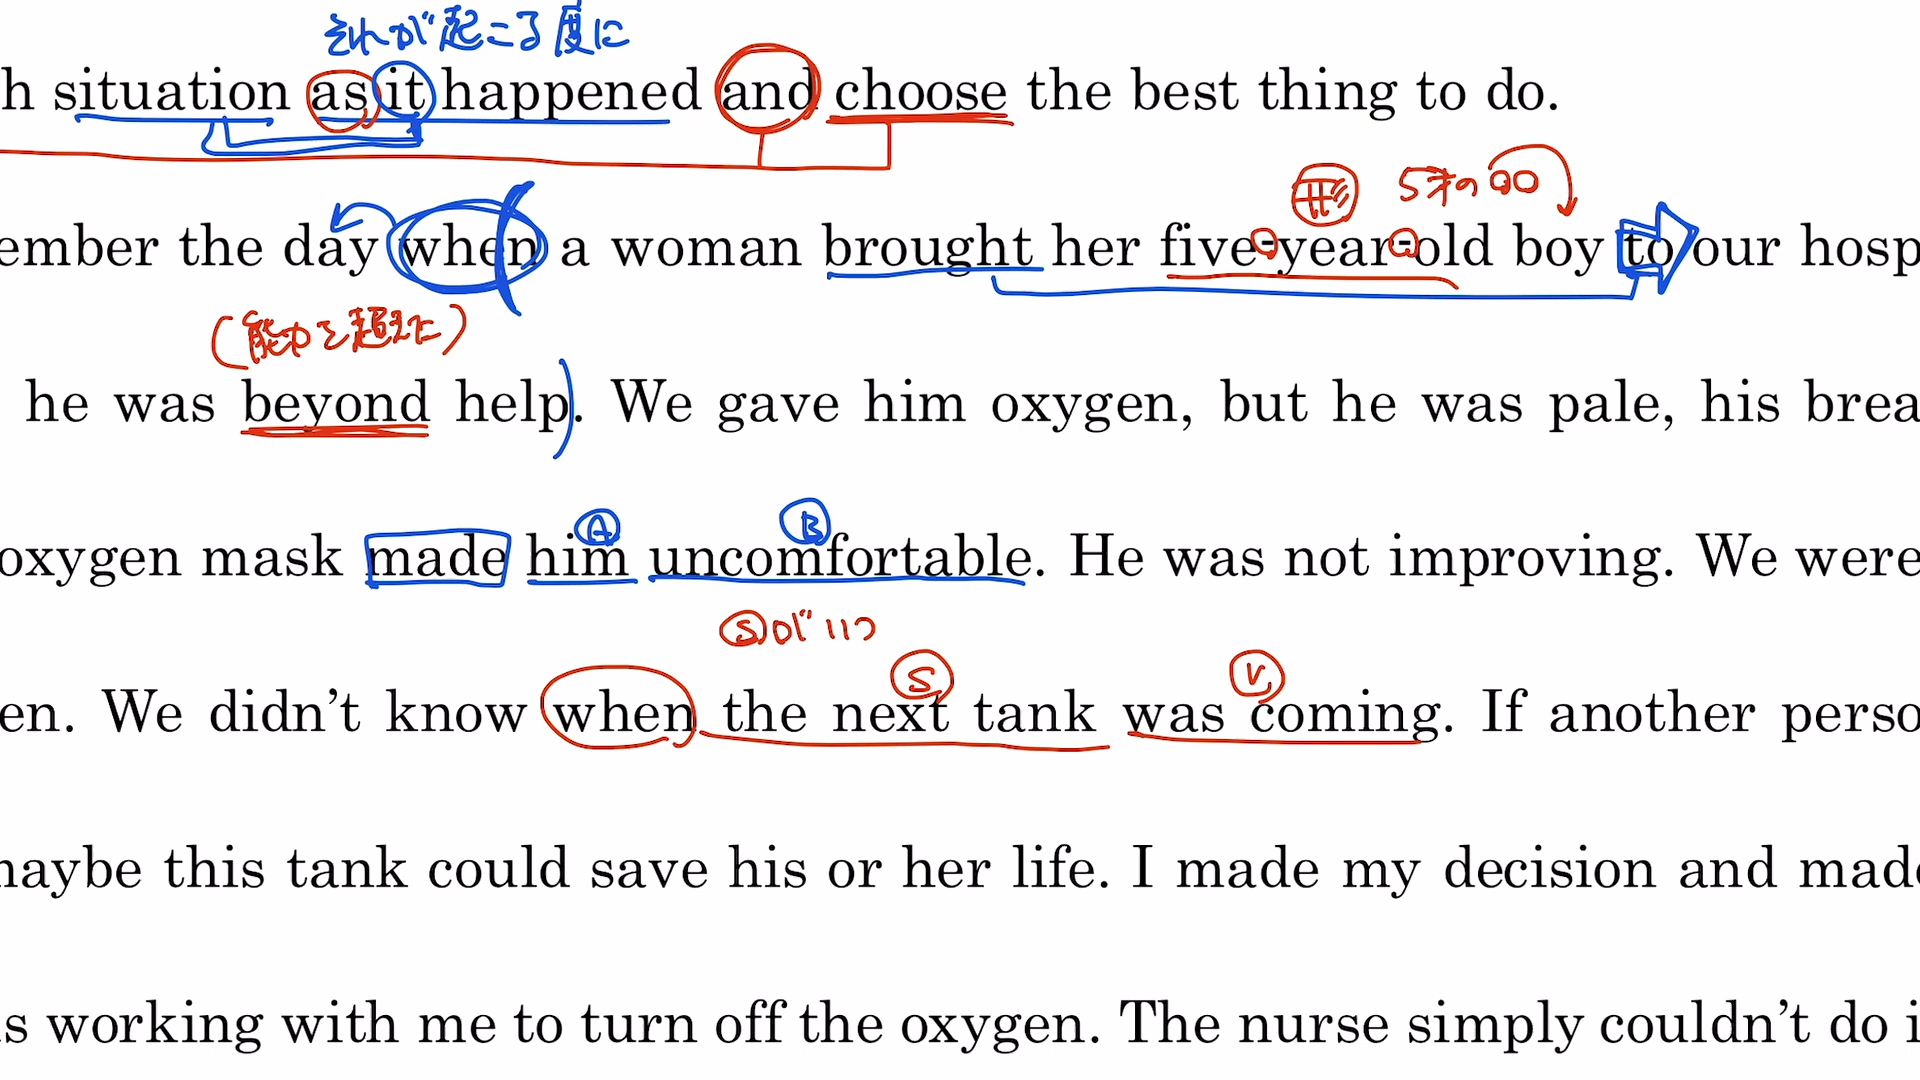 それが起こる度に
h situation as it happened and choose the best thing to do.
形 5才の〇〇
ember the day when a woman brought her five-year-old boy to our hosp
(能力を超えた)
he was beyond help). We gave him oxygen, but he was pale, his brea
A B
oxygen mask made him uncomfortable. He was not improving. We were
Sがいつ
S V
en. We didn't know when the next tank was coming. If another perso
maybe this tank could save his or her life. I made my decision and made
s working with me to turn off the oxygen. The nurse simply couldn't do i